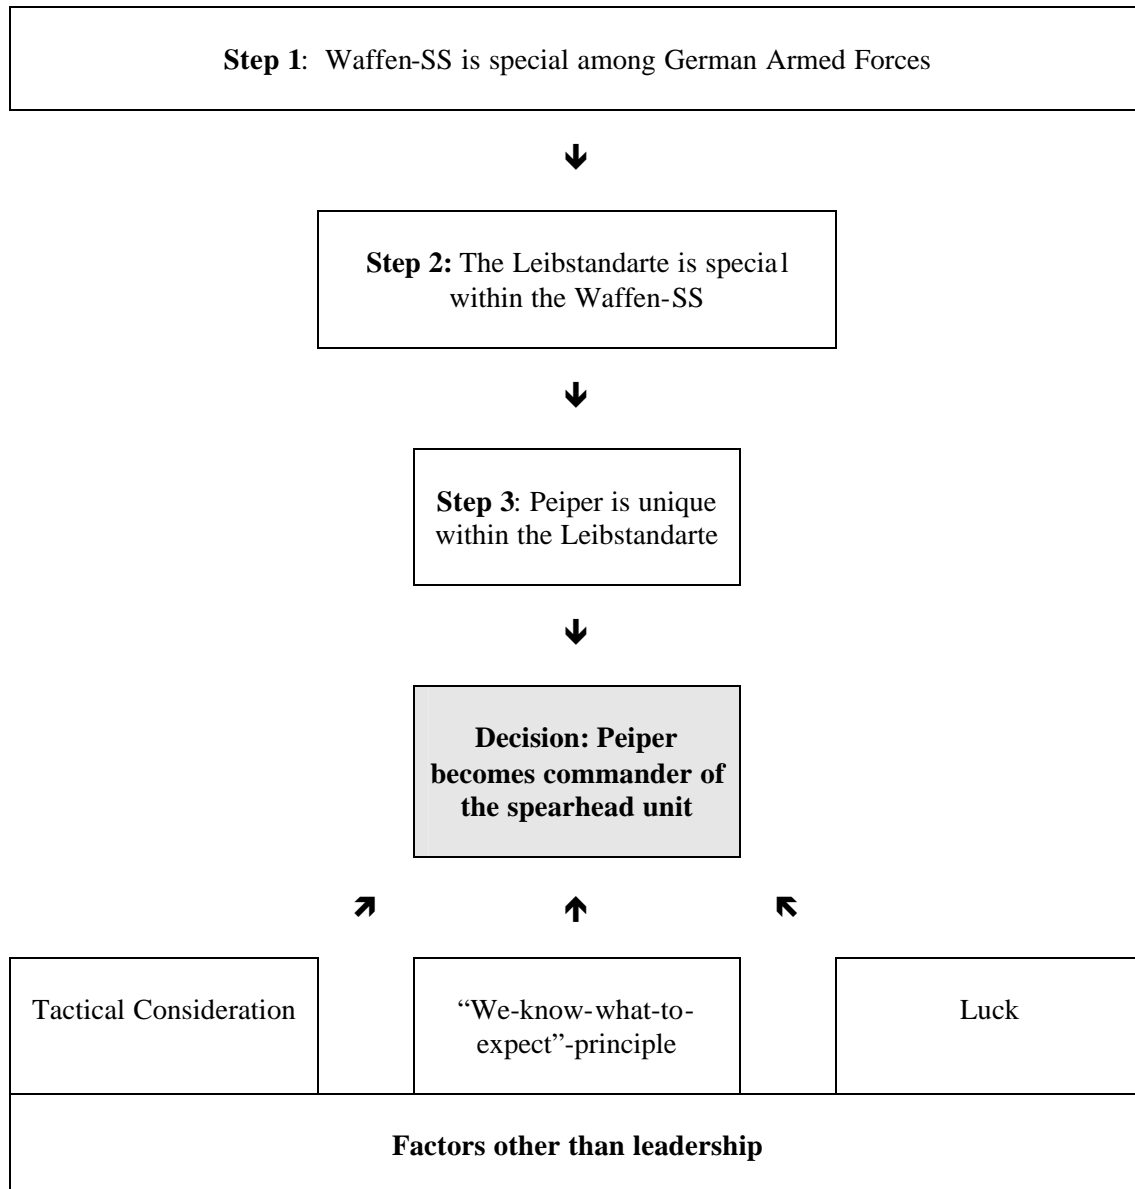 Step 1:  Waffen-SS is special among German Armed Forces
Step 2: The Leibstandarte is special
within the Waffen-SS
Step 3: Peiper is unique
within the Leibstandarte
Decision: Peiper
becomes commander of
the spearhead unit
Tactical Consideration
“We-know-what-to-
expect”-principle
Luck
Factors other than leadership